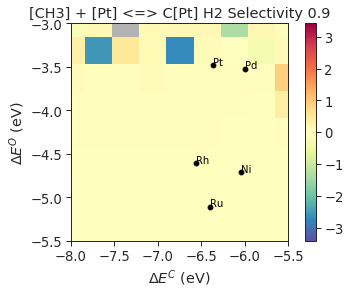 [CH3] + [Pt] <=> C[Pt] H2 Selectivity 0.9
−3.0
−3.5
−4.0
−4.5
−5.0
−5.5
ΔE^O (eV)
Pt
Pd
Rh
Ni
Ru
−8.0 −7.5 −7.0 −6.5 −6.0 −5.5
ΔE^C (eV)
3
2
1
0
−1
−2
−3